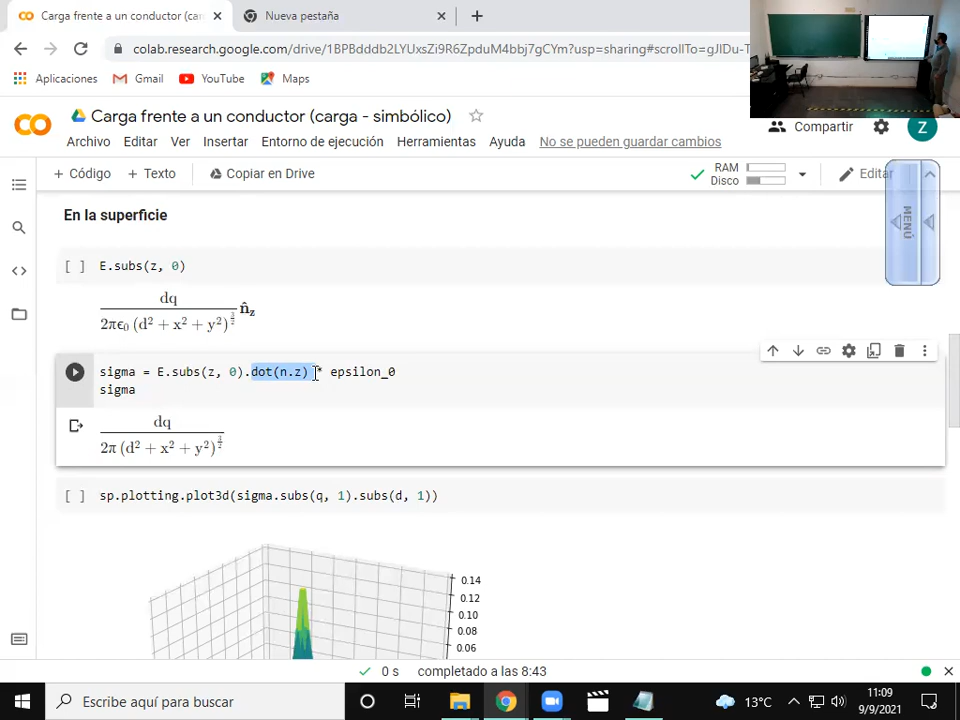 Carga frente a un conductor (car
Nueva pestaña
colab.research.google.com/drive/1BPBdddb2LYUxsZi9R6ZpduM4bbj7gCYm?usp=sharing#scrollTo=gJlDu-T
Aplicaciones
Gmail
YouTube
Maps
Carga frente a un conductor (carga - simbólico)
Archivo Editar Ver Insertar Entorno de ejecución Herramientas Ayuda No se pueden guardar cambios
Compartir
Z
+ Código + Texto Copiar en Drive
RAM
Disco
Editar
MENÚ
En la superficie
[ ] E.subs(z, 0)
dq
2πϵ₀ (d² + x² + y²)^{3/2} n̂_z
sigma = E.subs(z, 0).dot(n.z) * epsilon_0
sigma
dq
2π (d² + x² + y²)^{3/2}
[ ] sp.plotting.plot3d(sigma.subs(q, 1).subs(d, 1))
0.14
0.12
0.10
0.08
0.06
0 s completado a las 8:43
Escribe aquí para buscar
13°C
11:09
9/9/2021